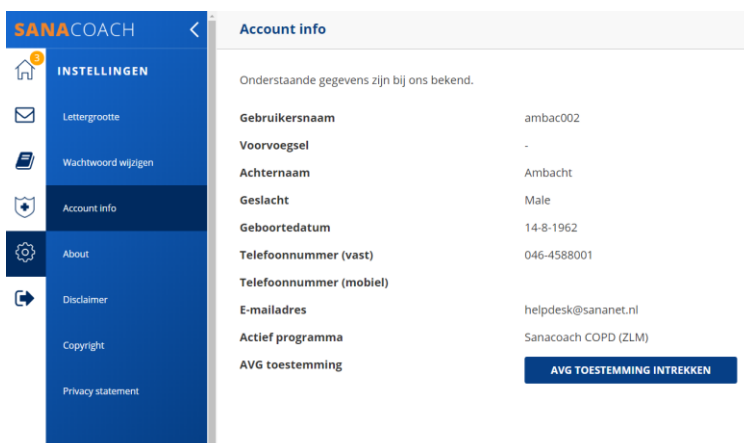 SANACOACH
3
INSTELLINGEN
Lettergrootte
Wachtwoord wijzigen
Account info
About
Disclaimer
Copyright
Privacy statement
Account info
Onderstaande gegevens zijn bij ons bekend.
Gebruikersnaam ambac002
Voorvoegsel -
Achternaam Ambacht
Geslacht Male
Geboortedatum 14-8-1962
Telefoonnummer (vast) 046-4588001
Telefoonnummer (mobiel)
E-mailadres helpdesk@sananet.nl
Actief programma Sanacoach COPD (ZLM)
AVG toestemming AVG TOESTEMMING INTREKKEN